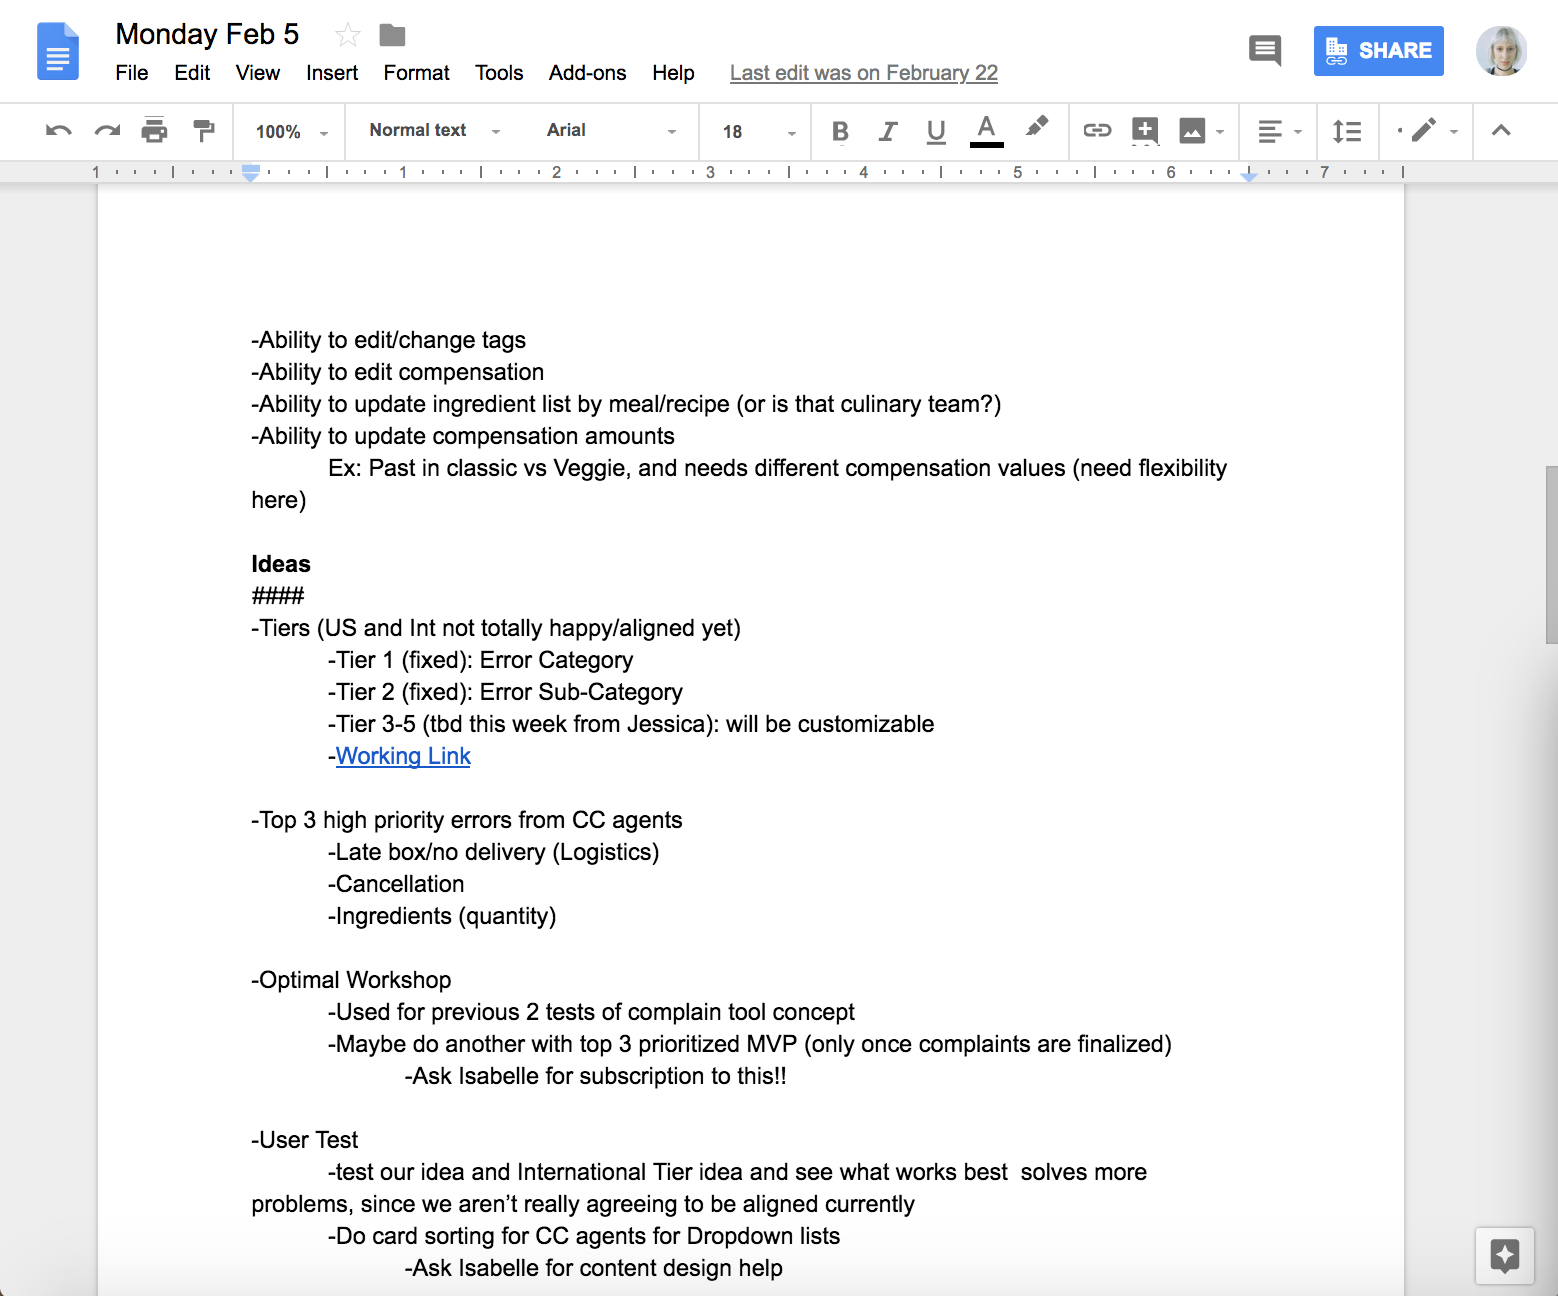 Monday Feb 5
File Edit View Insert Format Tools Add-ons Help Last edit was on February 22
SHARE
100% Normal text Arial 18 B I U A
1 1 2 3 4 5 6 7
-Ability to edit/change tags
-Ability to edit compensation
-Ability to update ingredient list by meal/recipe (or is that culinary team?)
-Ability to update compensation amounts
Ex: Past in classic vs Veggie, and needs different compensation values (need flexibility
here)
Ideas
####
-Tiers (US and Int not totally happy/aligned yet)
-Tier 1 (fixed): Error Category
-Tier 2 (fixed): Error Sub-Category
-Tier 3-5 (tbd this week from Jessica): will be customizable
-Working Link
-Top 3 high priority errors from CC agents
-Late box/no delivery (Logistics)
-Cancellation
-Ingredients (quantity)
-Optimal Workshop
-Used for previous 2 tests of complain tool concept
-Maybe do another with top 3 prioritized MVP (only once complaints are finalized)
-Ask Isabelle for subscription to this!!
-User Test
-test our idea and International Tier idea and see what works best  solves more
problems, since we aren’t really agreeing to be aligned currently
-Do card sorting for CC agents for Dropdown lists
-Ask Isabelle for content design help